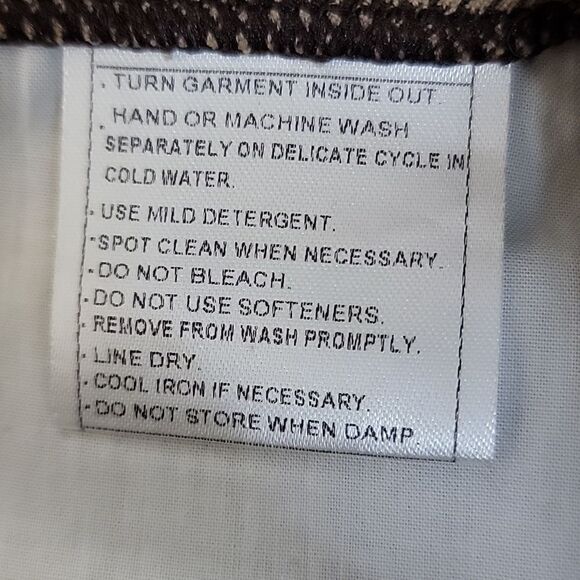 . TURN GARMENT INSIDE OUT.
. HAND OR MACHINE WASH
SEPARATELY ON DELICATE CYCLE IN
COLD WATER.
. USE MILD DETERGENT.
-SPOT CLEAN WHEN NECESSARY.
. DO NOT BLEACH.
. DO NOT USE SOFTENERS.
. REMOVE FROM WASH PROMPTLY.
. LINE DRY.
. COOL IRON IF NECESSARY.
. DO NOT STORE WHEN DAMP.